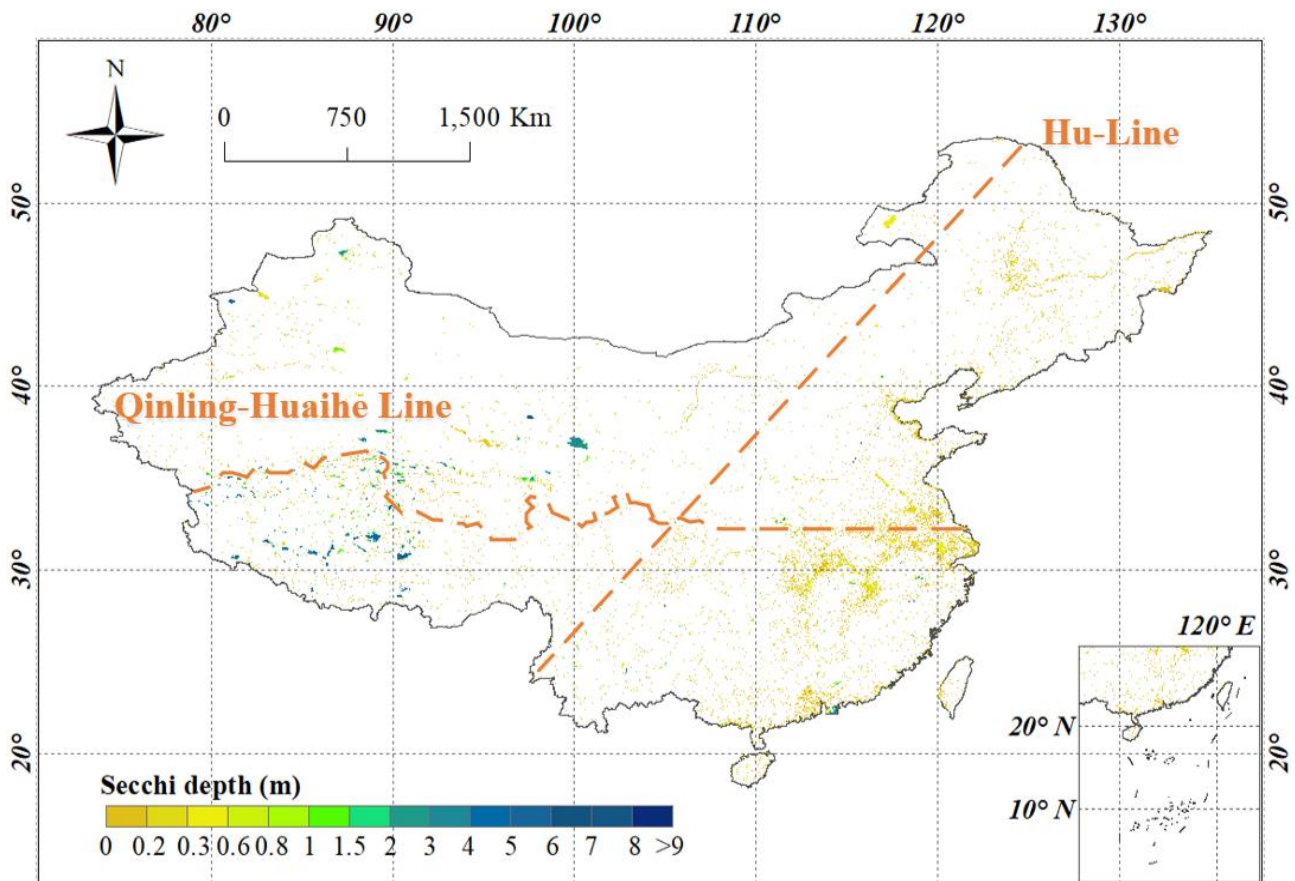 80° 90° 100° 110° 120° 130°
N
0 750 1,500 Km
Hu-Line
50° 50°
40° 40°
Qinling-Huaihe Line
30° 30°
120° E
20° N
20° 20°
10° N
Secchi depth (m)
0 0.2 0.3 0.6 0.8 1 1.5 2 3 4 5 6 7 8 >9